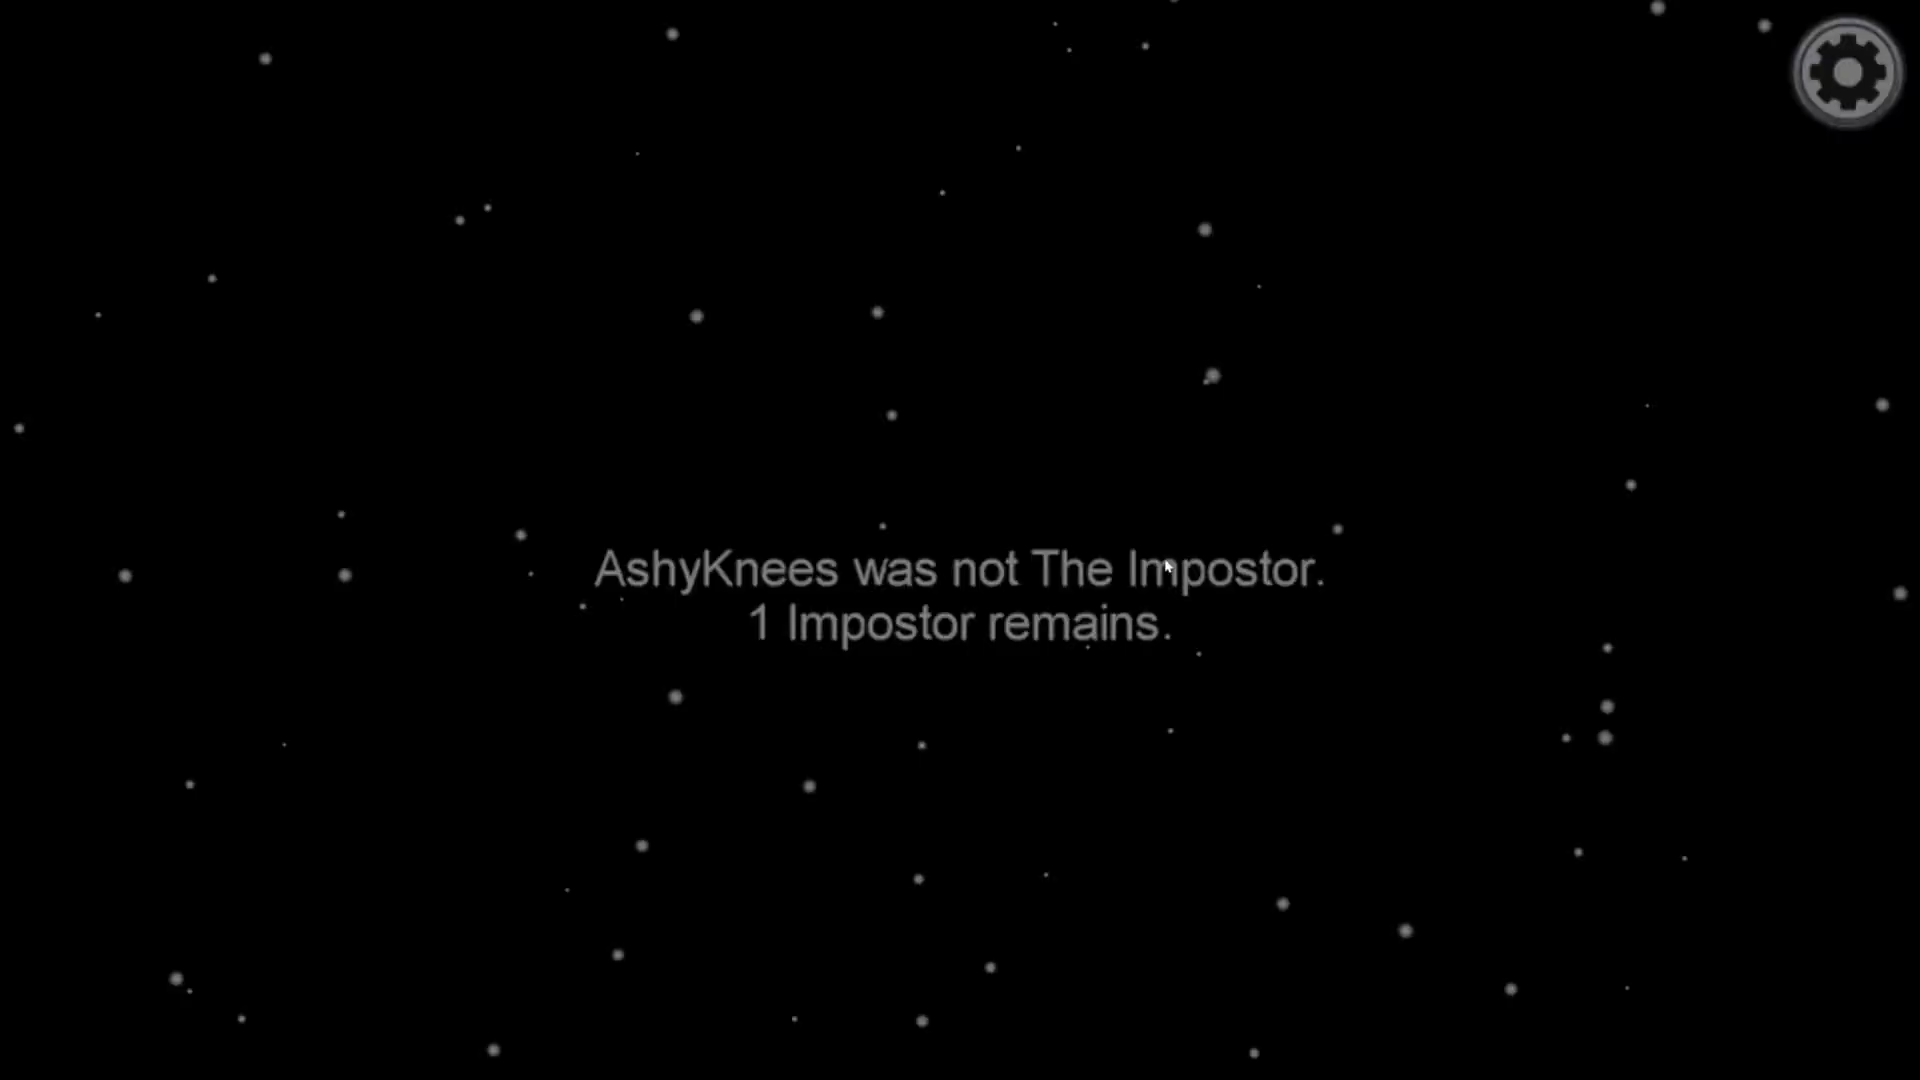 AshyKnees was not The Impostor.
1 Impostor remains.